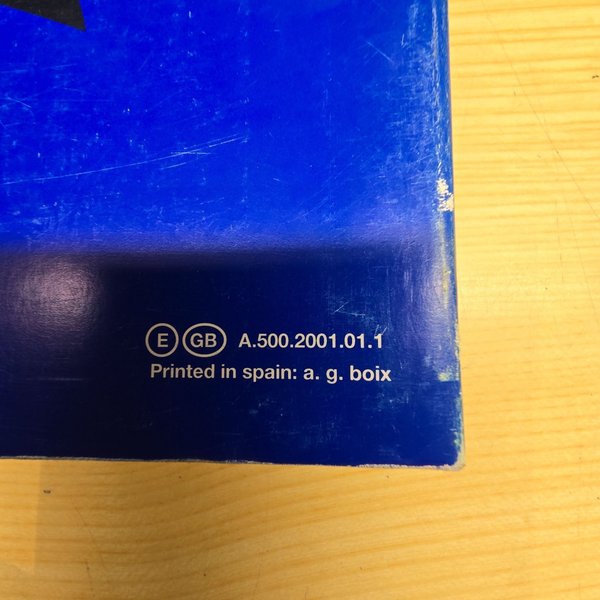 E GB A.500.2001.01.1
Printed in spain: a. g. boix